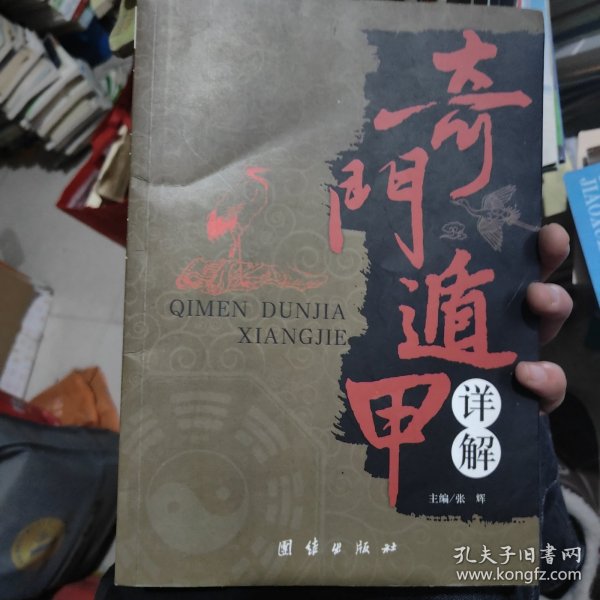 奇門遁甲
详解
QIMEN DUNJIA
XIANGJIE
主编/张 辉
团结出版社
JIAOXUE
孔夫子旧书网
www.kongfz.com